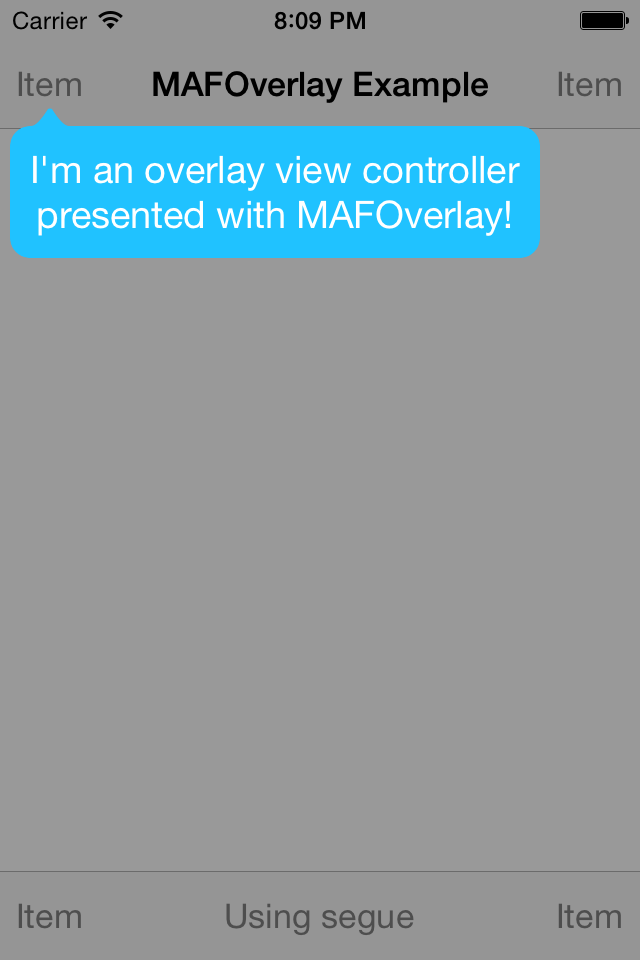 Carrier 8:09 PM
Item MAFOverlay Example Item
I'm an overlay view controller
presented with MAFOverlay!
Item Using segue Item